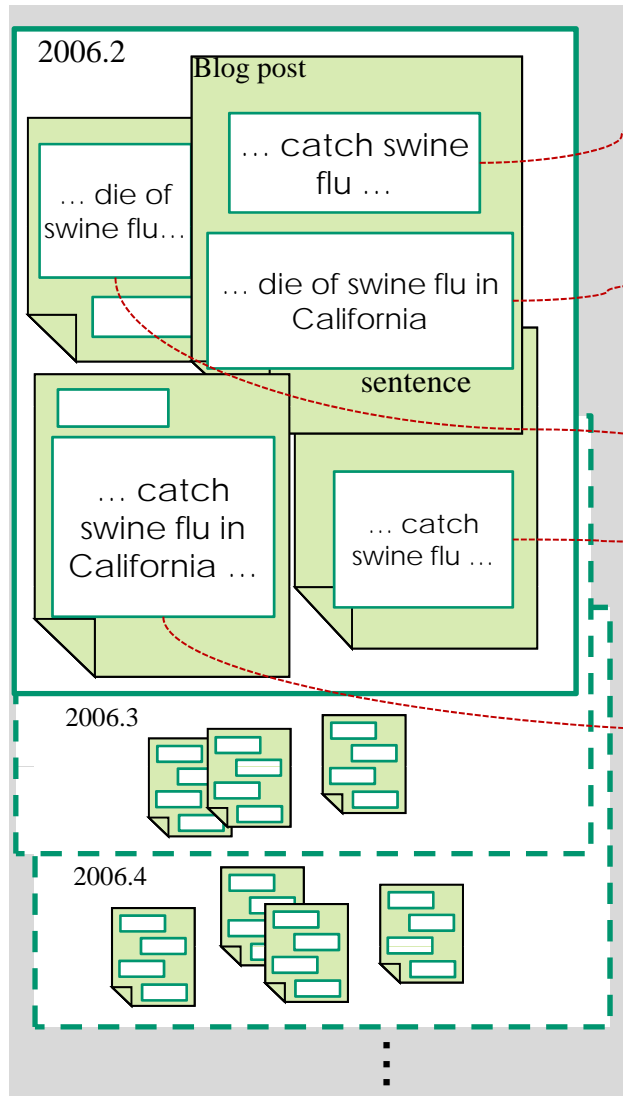 2006.2
Blog post
… catch swine
flu …
… die of
swine flu…
… die of swine flu in
California
sentence
… catch
swine flu in
California …
… catch
swine flu …
2006.3
2006.4
⋮